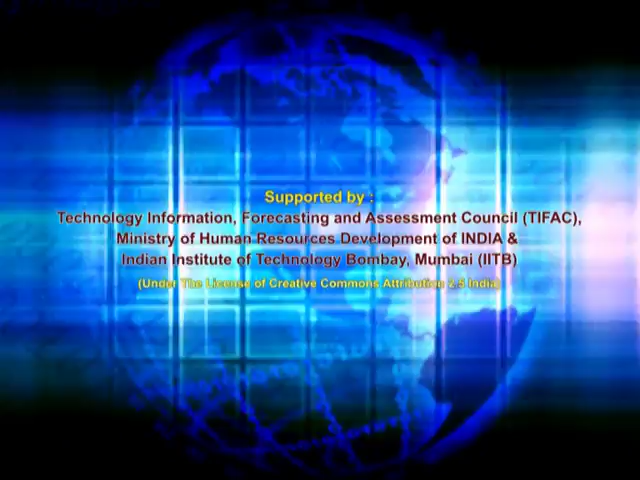 Supported by :
Technology Information, Forecasting and Assessment Council (TIFAC),
Ministry of Human Resources Development of INDIA &
Indian Institute of Technology Bombay, Mumbai (IITB)
(Under The License of Creative Commons Attribution 2.5 India)